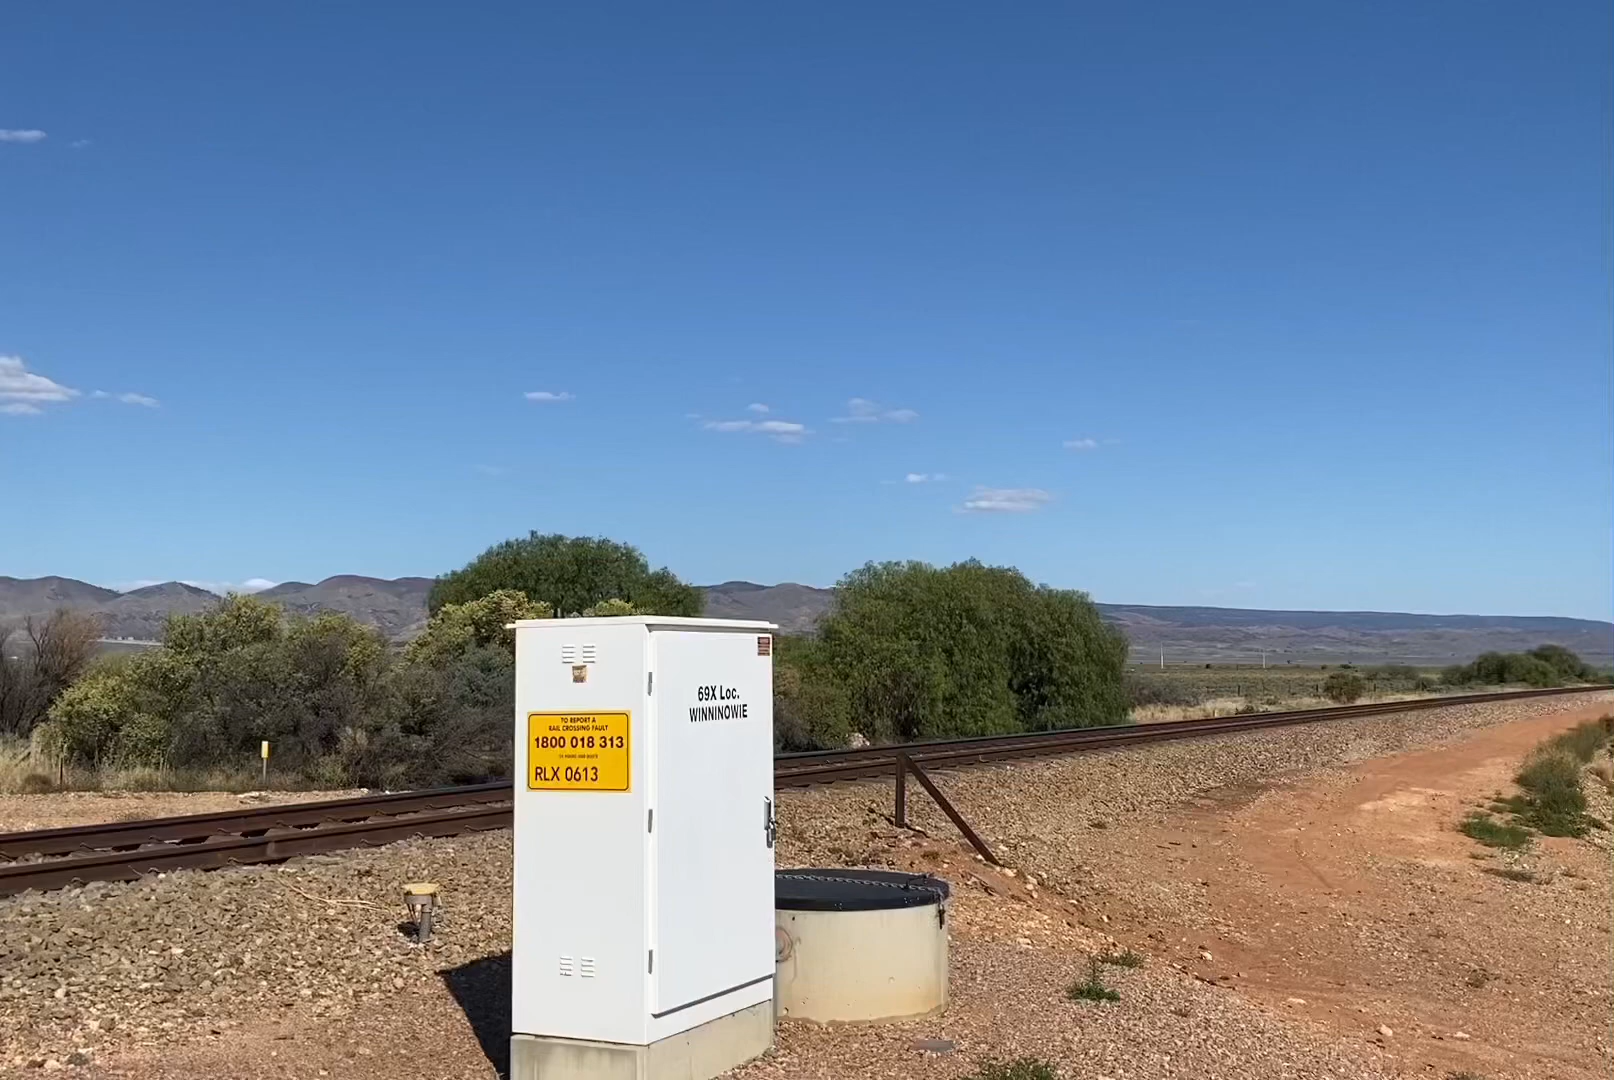 69X Loc.
WINNINOWIE
TO REPORT A
RAIL CROSSING FAULT
1800 018 313
RLX 0613